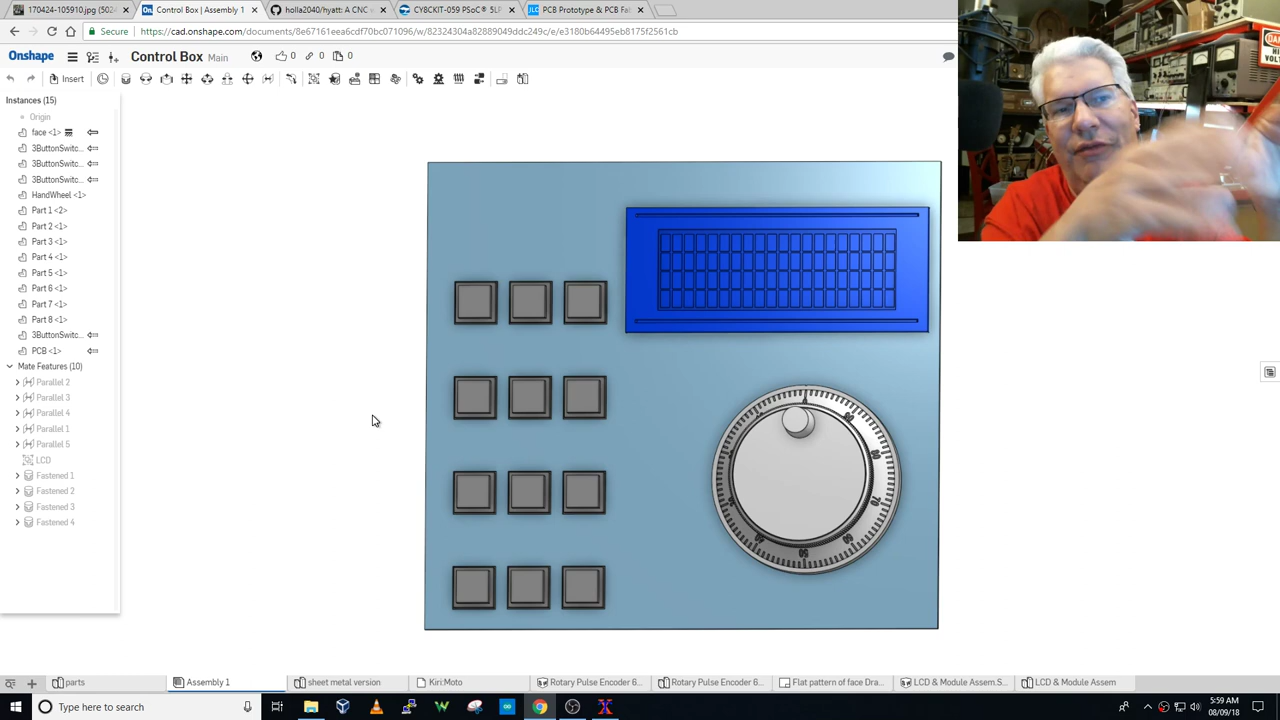 170424-105910.jpg (5024
Control Box | Assembly 1
holla2040/hyatt: A CNC v
CY8CKIT-059 PSoC® 5LP
PCB Prototype & PCB Fab
Secure
https://cad.onshape.com/documents/8e67161eea6cdf70bc071096/w/82324304a82889049ddc249c/e/e3180b64495eb8175f2561cb
Onshape
Control Box Main
0
0
0
Insert
Instances (15)
Origin
face <1>
3ButtonSwitc...
3ButtonSwitc...
3ButtonSwitc...
HandWheel <1>
Part 1 <2>
Part 2 <1>
Part 3 <1>
Part 4 <1>
Part 5 <1>
Part 6 <1>
Part 7 <1>
Part 8 <1>
3ButtonSwitc...
PCB <1>
Mate Features (10)
Parallel 2
Parallel 3
Parallel 4
Parallel 1
Parallel 5
LCD
Fastened 1
Fastened 2
Fastened 3
Fastened 4
80
70
60
50
parts
Assembly 1
sheet metal version
Kiri:Moto
Rotary Pulse Encoder 6...
Rotary Pulse Encoder 6...
Flat pattern of face Dra...
LCD & Module Assem.S...
LCD & Module Assem
Type here to search
5:59 AM
08/09/18